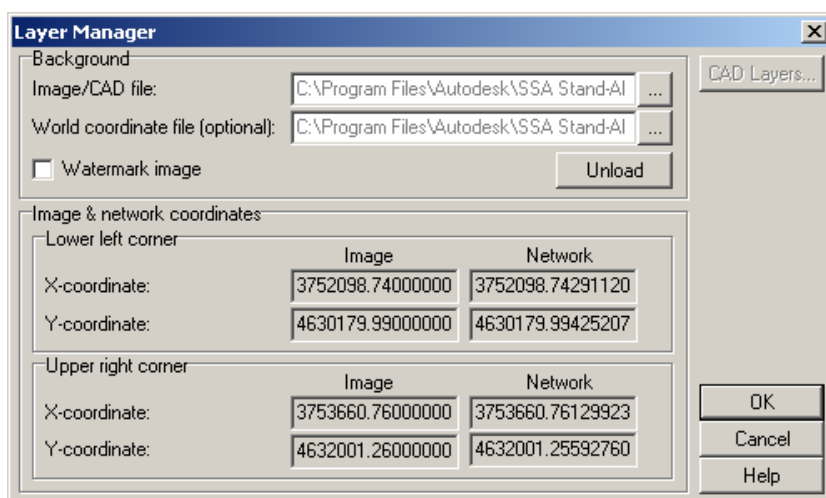 Layer Manager
Background
CAD Layers...
Image/CAD file: C:\Program Files\Autodesk\SSA Stand-Al ...
World coordinate file (optional): C:\Program Files\Autodesk\SSA Stand-Al ...
Watermark image Unload
Image & network coordinates
Lower left corner
Image Network
X-coordinate: 3752098.74000000 3752098.74291120
Y-coordinate: 4630179.99000000 4630179.99425207
Upper right corner
Image Network
X-coordinate: 3753660.76000000 3753660.76129923
Y-coordinate: 4632001.26000000 4632001.25592760
OK
Cancel
Help